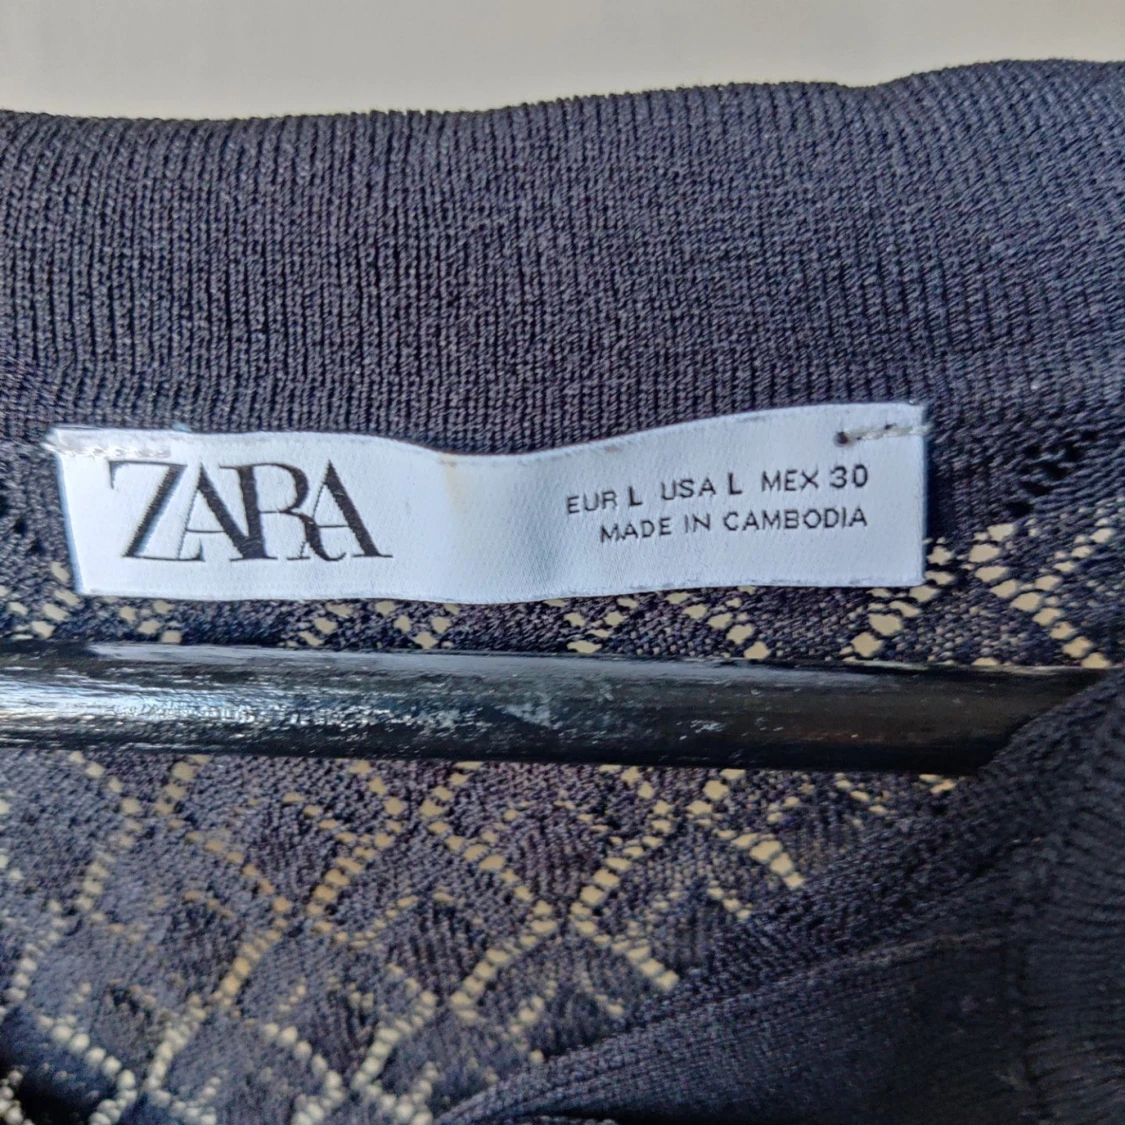 ZARA
EUR L USA L MEX 30
MADE IN CAMBODIA